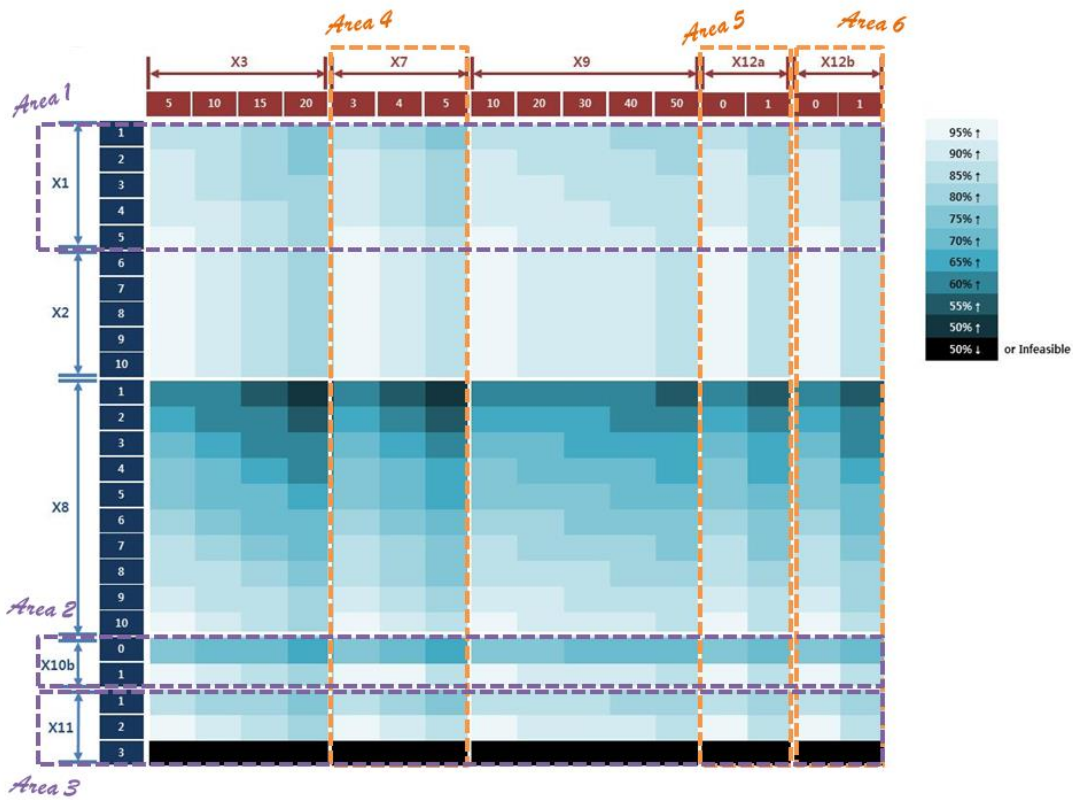 Area 4
Area 5
Area 6
X3 X7 X9 X12a X12b
Area 1
5 10 15 20 3 4 5 10 20 30 40 50 0 1 0 1
1
2
X1
3
4
5
6
7
X2
8
9
10
1
2
3
4
5
X8
6
7
8
9
10
Area 2
0
X10b
1
1
X11
2
3
Area 3
95% ↑
90% ↑
85% ↑
80% ↑
75% ↑
70% ↑
65% ↑
60% ↑
55% ↑
50% ↑
50% ↓ or Infeasible